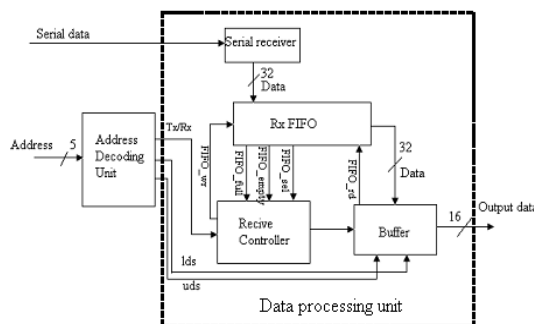 Serial data
Serial receiver
32
Data
Tx/Rx
Rx FIFO
Address
5
Address
Decoding
Unit
FIFO_wr
FIFO_full
FIFO_empity
FIFO_sel
FIFO_rd
32
Data
Recive
Controller
Buffer
16
Output data
lds
uds
Data processing unit